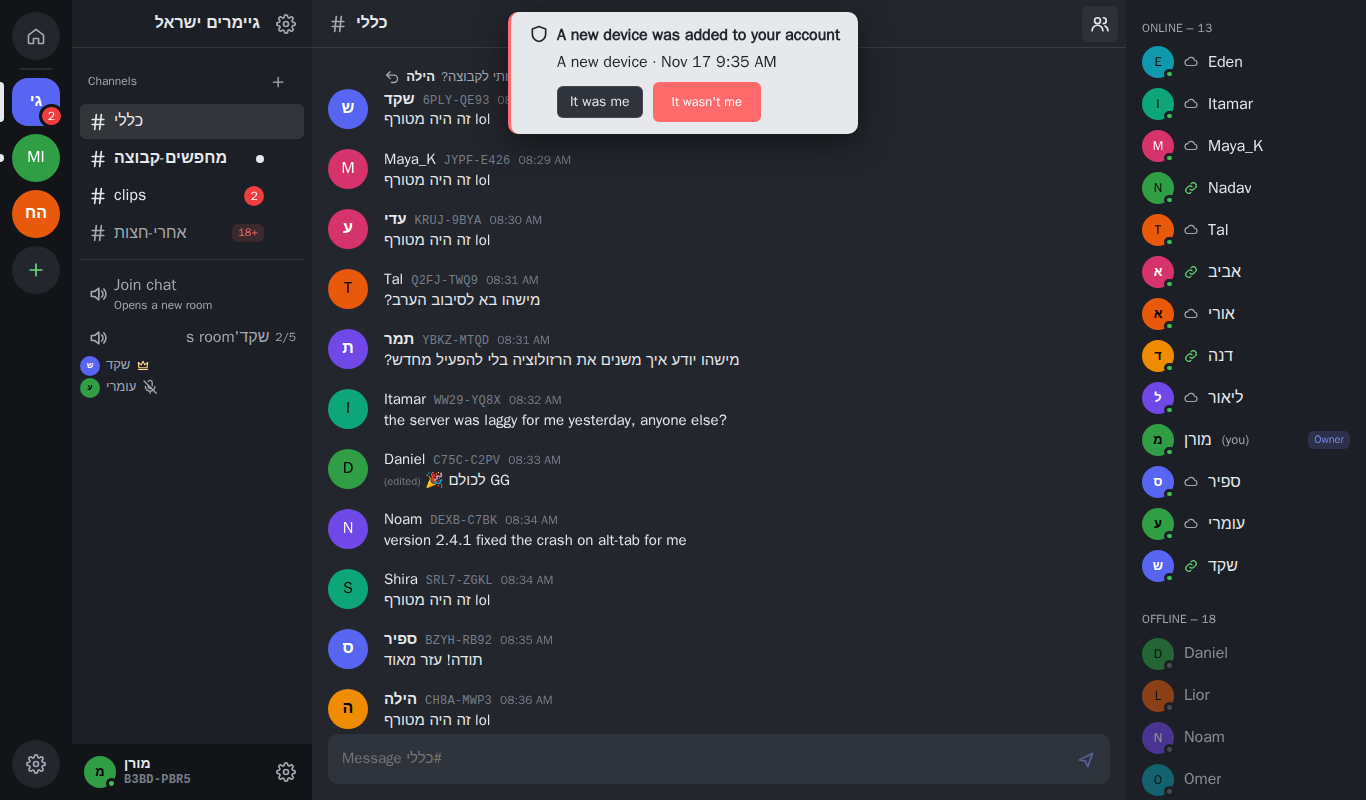 גי
2
MI
הח
גיימרים ישראל
Channels
כללי
מחפשים-קבוצה
clips
2
אחרי-חצות
18+
Join chat
Opens a new room
שקד's room
2/5
ש שקד
ע עומרי
מ מורן
B3BD-PBR5
# כללי
A new device was added to your account
A new device · Nov 17 9:35 AM
It was me
It wasn't me
הילה
ש שקד 6PLY-QE93
זה היה מטורף lol
M Maya_K JYPF-E426 08:29 AM
זה היה מטורף lol
ע עדי KRUJ-9BYA 08:30 AM
זה היה מטורף lol
T Tal Q2FJ-TWQ9 08:31 AM
מישהו בא לסיבוב הערב?
ת תמר YBKZ-MTQD 08:31 AM
מישהו יודע איך משנים את הרזולוציה בלי להפעיל מחדש?
I Itamar WW29-YQ8X 08:32 AM
the server was laggy for me yesterday, anyone else?
D Daniel C75C-C2PV 08:33 AM
GG לכולם 🎉 (edited)
N Noam DEXB-C7BK 08:34 AM
version 2.4.1 fixed the crash on alt-tab for me
S Shira SRL7-ZGKL 08:34 AM
זה היה מטורף lol
ס ספיר BZYH-RB92 08:35 AM
תודה! עזר מאוד
ה הילה CH8A-MWP3 08:36 AM
זה היה מטורף lol
Message #כללי
ONLINE — 13
E Eden
I Itamar
M Maya_K
N Nadav
T Tal
א אביב
א אורי
ד דנה
ל ליאור
מ מורן (you) Owner
ס ספיר
ע עומרי
ש שקד
OFFLINE — 18
D Daniel
L Lior
N Noam
O Omer